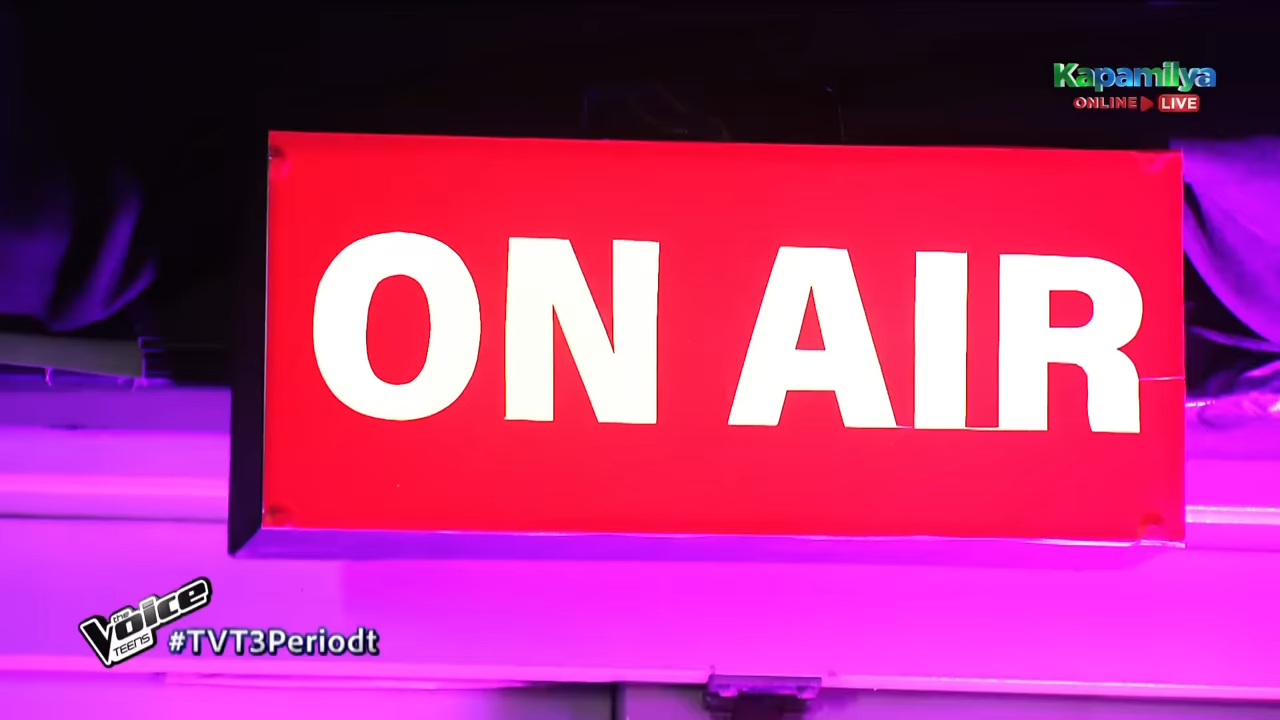 Kapamilya
ONLINE LIVE
ON AIR
the Voice
TEENS
#TVT3Periodt